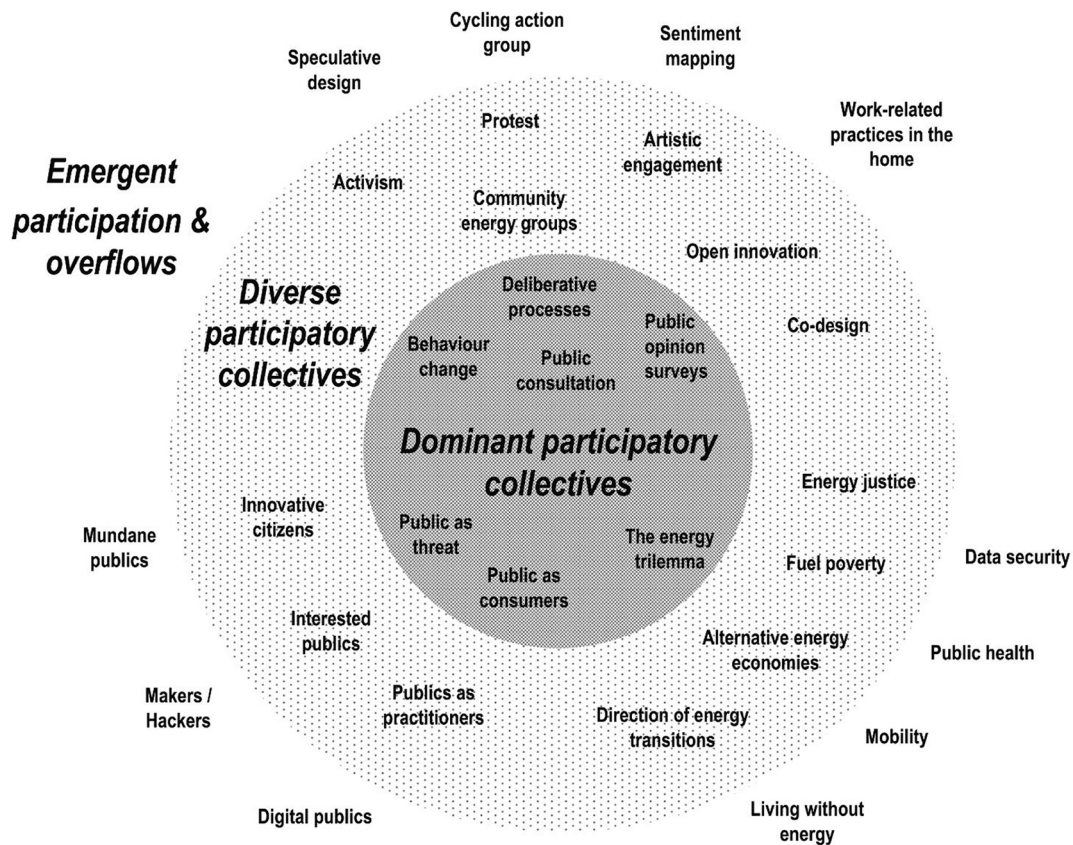 Cycling action
group
Sentiment
mapping
Speculative
design
Work-related
practices in the
home
Protest
Artistic
engagement
Emergent
participation &
overflows
Activism
Community
energy groups
Open innovation
Diverse
participatory
collectives
Deliberative
processes
Public
opinion
surveys
Co-design
Behaviour
change
Public
consultation
Dominant participatory
collectives
Energy justice
Innovative
citizens
Public as
threat
The energy
trilemma
Mundane
publics
Fuel poverty
Data security
Public as
consumers
Interested
publics
Alternative energy
economies
Public health
Makers /
Hackers
Publics as
practitioners
Direction of energy
transitions
Mobility
Digital publics
Living without
energy